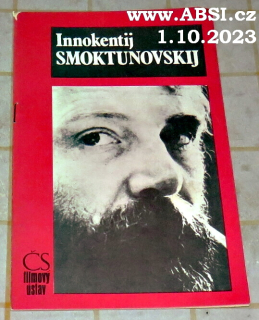 www.ABSI.cz
1.10.2023
Innokentij
SMOKTUNOVSKIJ
ČS
filmový
ústav